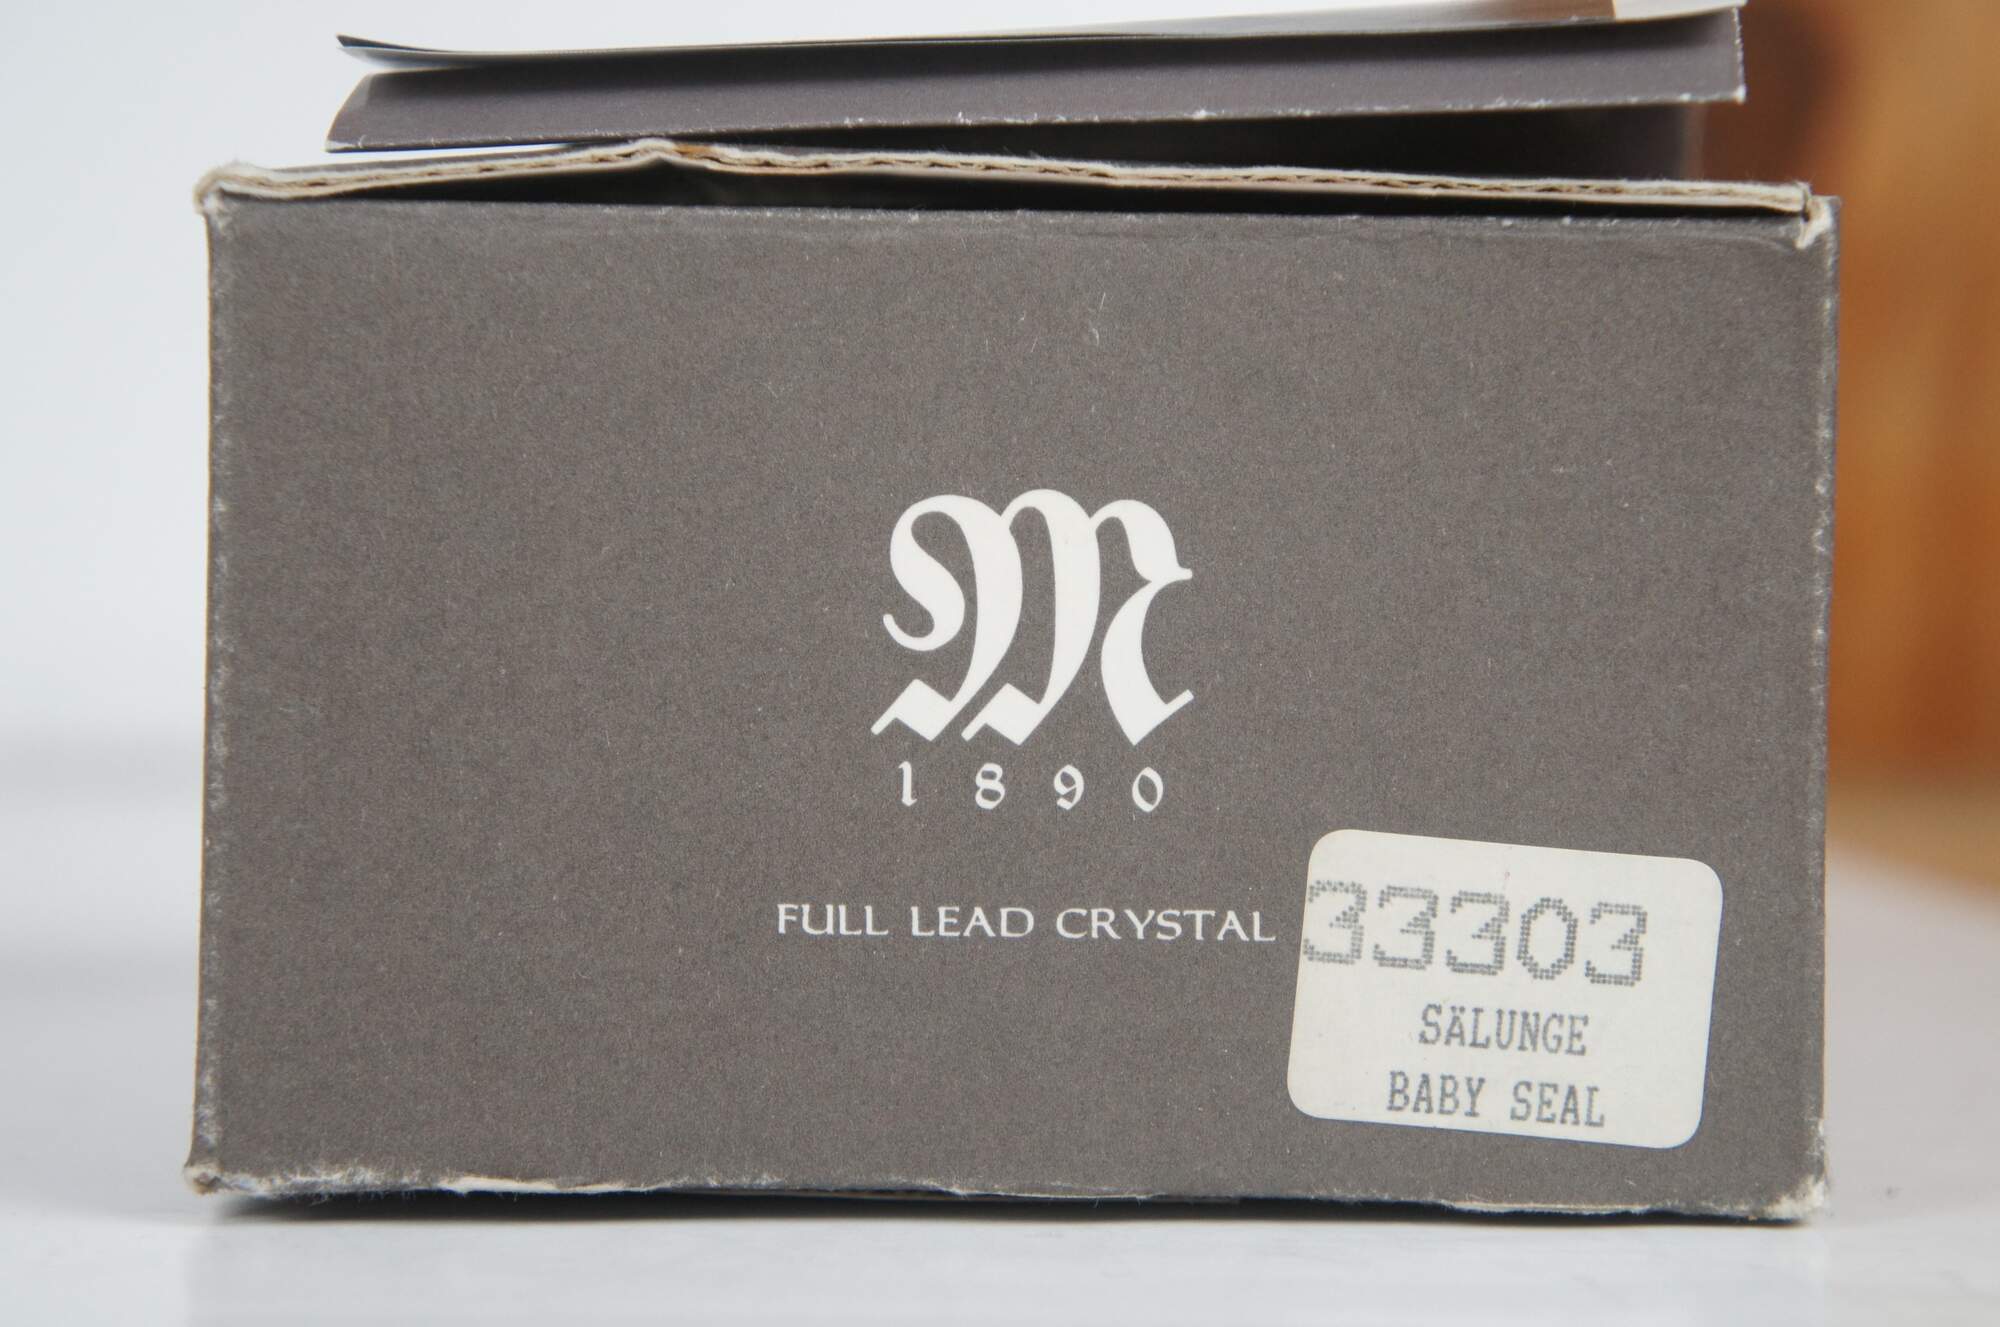 M
1890
FULL LEAD CRYSTAL
33303
SÄLUNGE
BABY SEAL